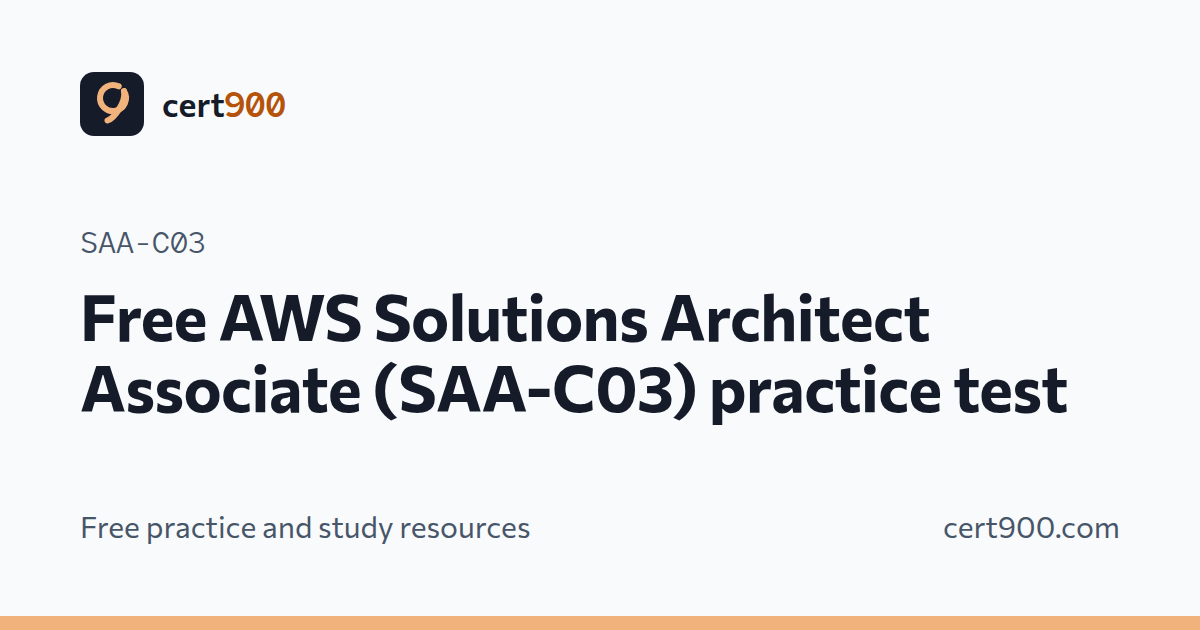 cert900
SAA-C03
Free AWS Solutions Architect
Associate (SAA-C03) practice test
Free practice and study resources
cert900.com